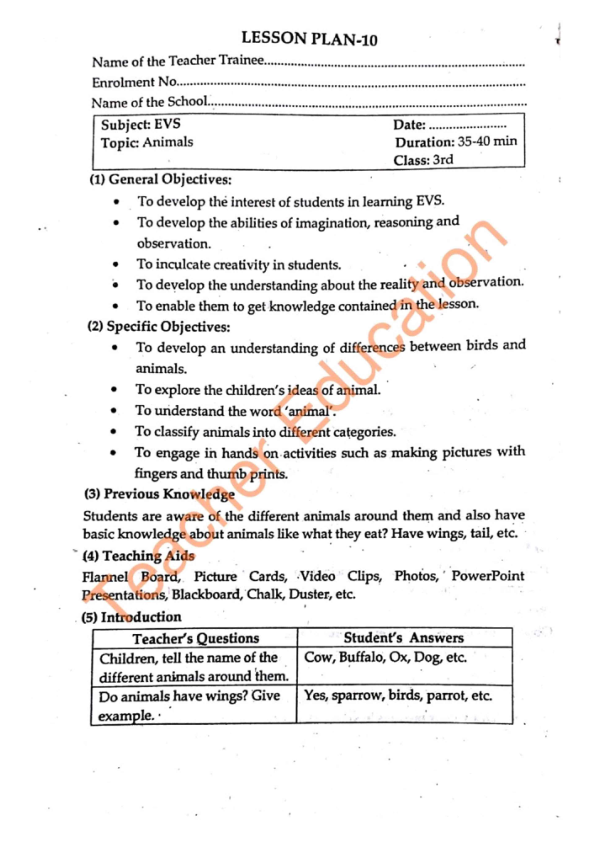 LESSON PLAN-10
Name of the Teacher Trainee..............................................................................
Enrolment No........................................................................................................
Name of the School...............................................................................................
Subject: EVS Date: .......................
Topic: Animals Duration: 35-40 min
Class: 3rd
(1) General Objectives:
• To develop the interest of students in learning EVS.
• To develop the abilities of imagination, reasoning and
observation.
• To inculcate creativity in students.
• To develop the understanding about the reality and observation.
• To enable them to get knowledge contained in the lesson.
(2) Specific Objectives:
• To develop an understanding of differences between birds and
animals.
• To explore the children's ideas of animal.
• To understand the word 'animal'.
• To classify animals into different categories.
• To engage in hands on activities such as making pictures with
fingers and thumb prints.
(3) Previous Knowledge
Students are aware of the different animals around them and also have
basic knowledge about animals like what they eat? Have wings, tail, etc.
(4) Teaching Aids
Flannel Board, Picture Cards, Video Clips, Photos, PowerPoint
Presentations, Blackboard, Chalk, Duster, etc.
(5) Introduction
Teacher's Questions Student's Answers
Children, tell the name of the Cow, Buffalo, Ox, Dog, etc.
different animals around them.
Do animals have wings? Give Yes, sparrow, birds, parrot, etc.
example.
Teacher Education